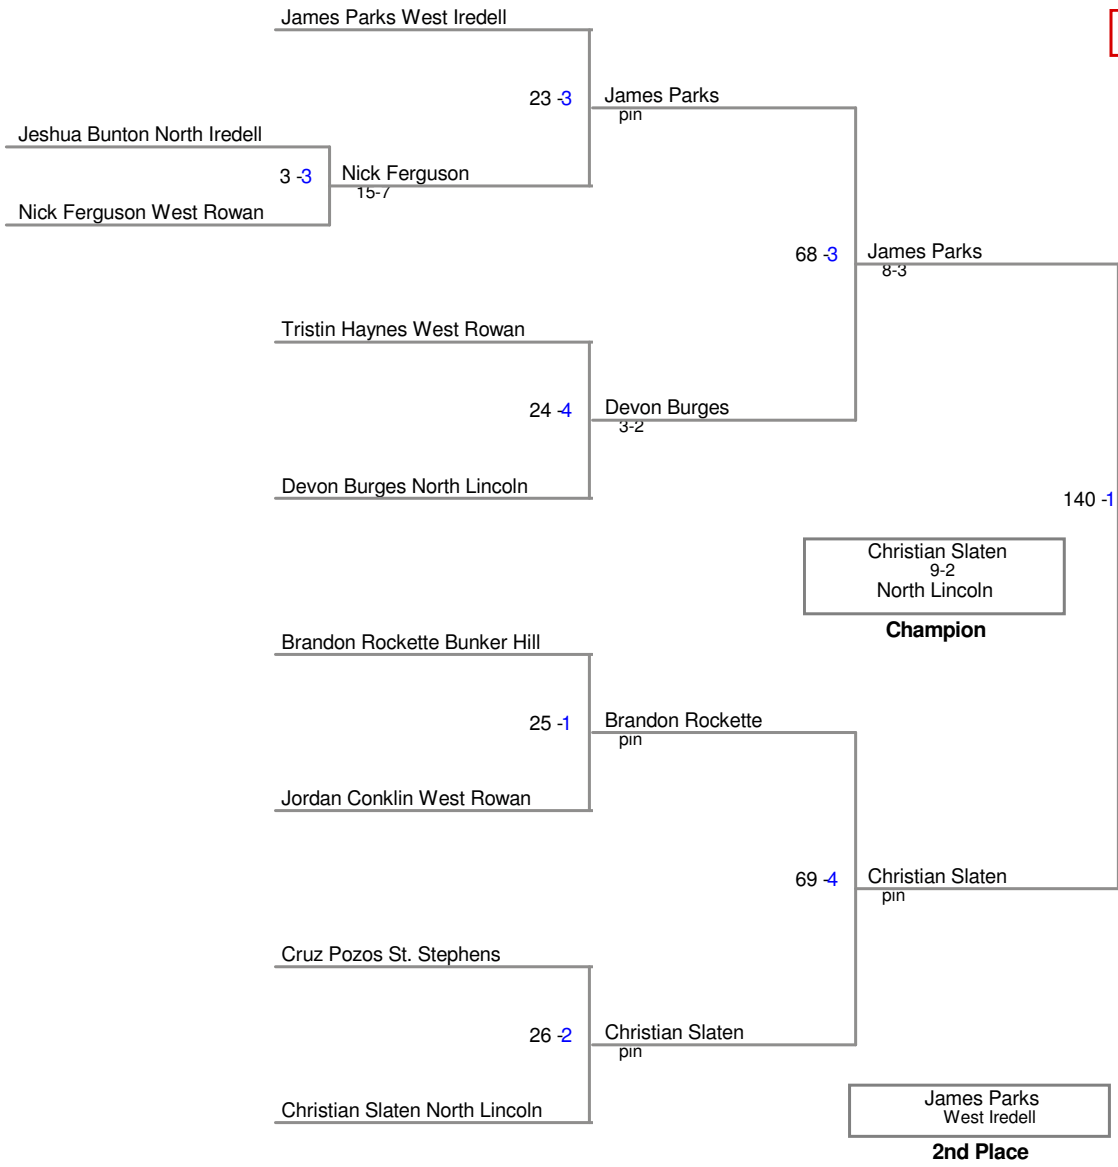 James Parks West Iredell
23 -3
James Parks
pin
Jeshua Bunton North Iredell
3 -3
Nick Ferguson
15-7
Nick Ferguson West Rowan
68 -3
James Parks
8-3
Tristin Haynes West Rowan
24 -4
Devon Burges
3-2
Devon Burges North Lincoln
140 -1
Christian Slaten
9-2
North Lincoln
Champion
Brandon Rockette Bunker Hill
25 -1
Brandon Rockette
pin
Jordan Conklin West Rowan
69 -4
Christian Slaten
pin
Cruz Pozos St. Stephens
26 -2
Christian Slaten
pin
Christian Slaten North Lincoln
James Parks
West Iredell
2nd Place